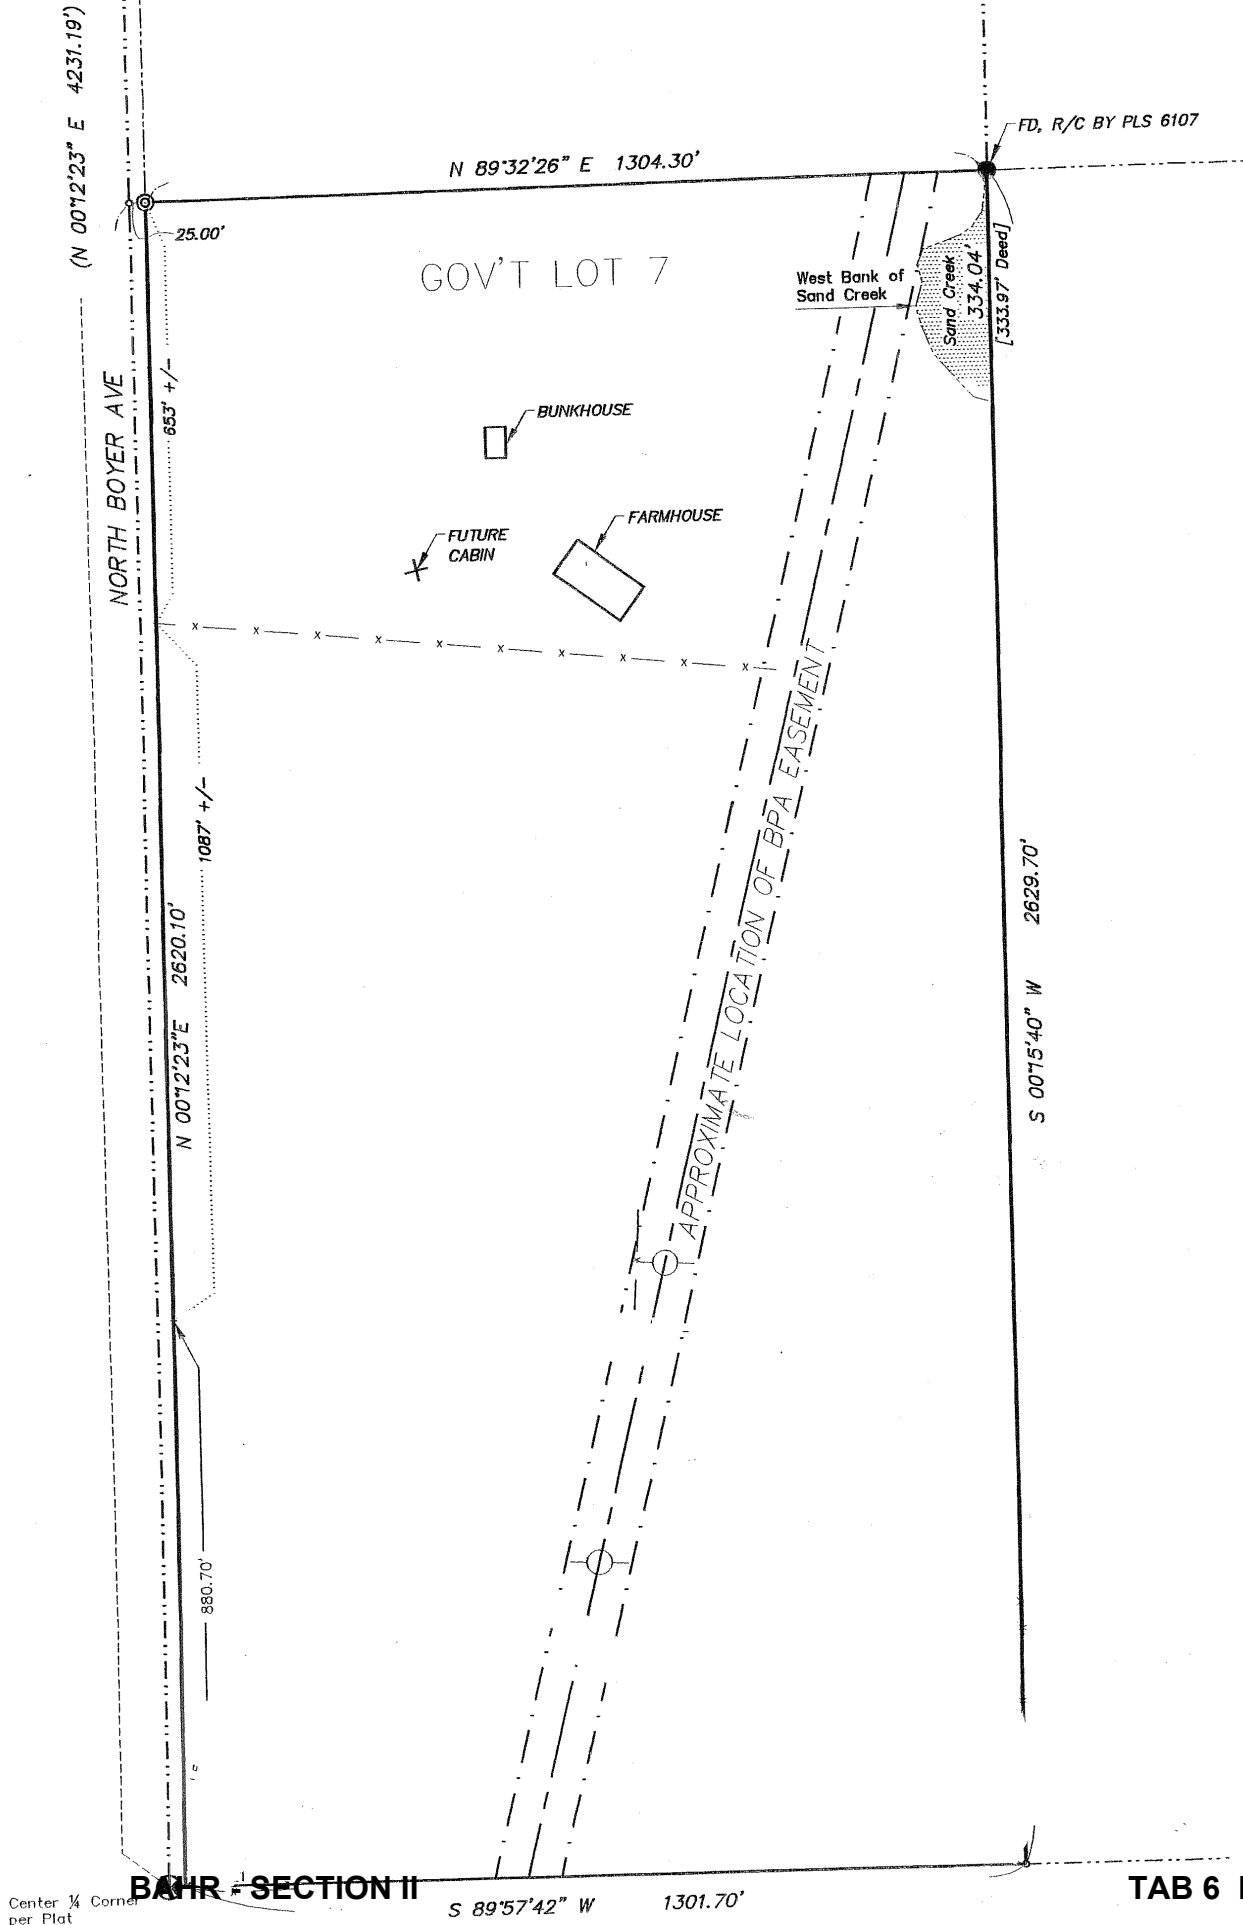 (N 00°12'23" E 4231.19')
FD. R/C BY PLS 6107
N 89°32'26" E 1304.30'
25.00'
GOV'T LOT 7
West Bank of
Sand Creek
Sand Creek
334.04'
[333.97' Deed]
653' +/-
NORTH BOYER AVE
BUNKHOUSE
FARMHOUSE
FUTURE
CABIN
x x x x x x x x x x
APPROXIMATE LOCATION OF BPA EASEMENT
1087' +/-
N 00°12'23"E 2620.10'
S 00°15'40" W 2629.70'
880.70'
BAHR - SECTION II
TAB 6
Center ¼ Corner
per Plat
S 89°57'42" W 1301.70'